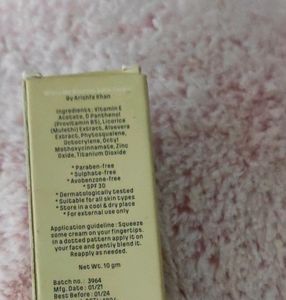 By Arishfa Khan
Ingredients: Vitamin E
Acetate, D Panthenol
(Provitamin B5), Licorice
(Mulethi) Extract, Aloevera
Extract, Phytosqualene,
Octocrylene, Octyl
Methoxycinnamate, Zinc
Oxide, Titanium Dioxide
* Paraben-free
* Sulphate-free
* Avobenzone-free
* SPF 30
* Dermatologically tested
* Suitable for all skin types
* Store in a cool & dry place
* For external use only
Application guideline: Squeeze
some cream on your fingertips.
In a dotted pattern apply it on
your face and gently blend it.
Reapply as needed.
Net Wt. 10 gm
Batch no. : 3964
Mfg. Date : 01/21
Best Before : 01/24